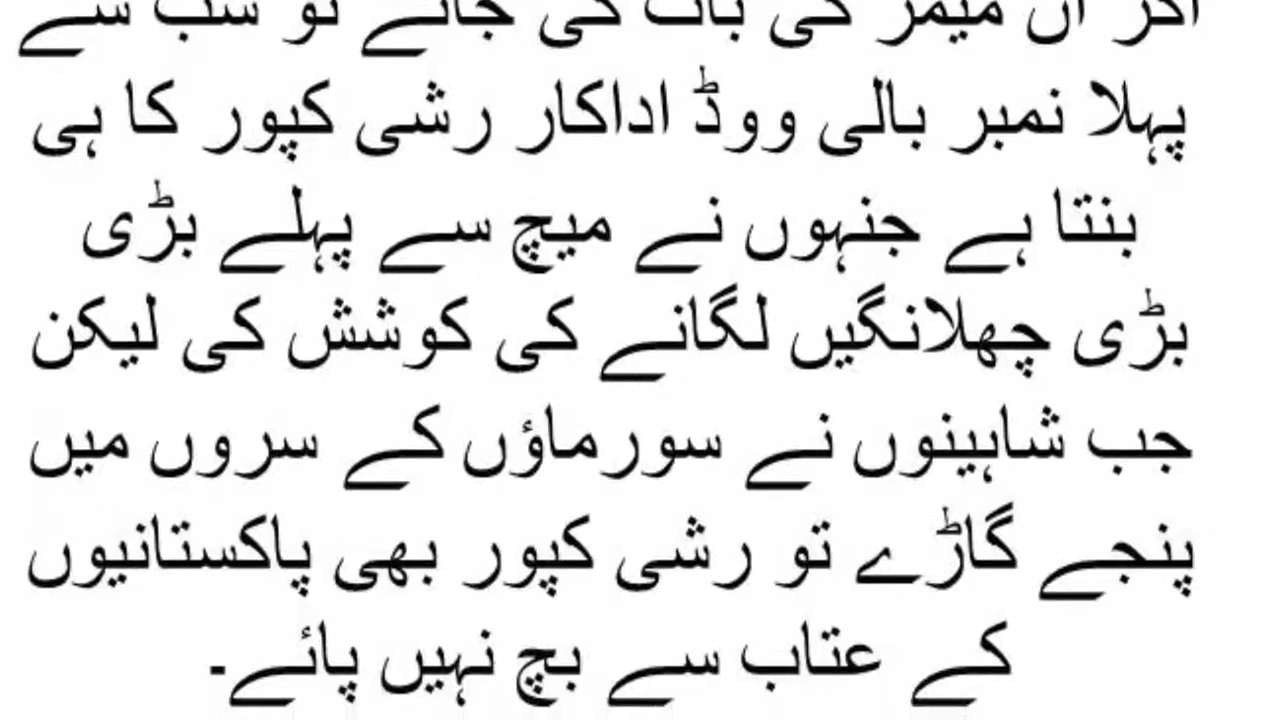 اگر ان میمز کی بات کی جائے تو سب سے
پہلا نمبر بالی ووڈ اداکار رشی کپور کا ہی
بنتا ہے جنہوں نے میچ سے پہلے بڑی
بڑی چھلانگیں لگانے کی کوشش کی لیکن
جب شاہینوں نے سورماؤں کے سروں میں
پنجے گاڑے تو رشی کپور بھی پاکستانیوں
کے عتاب سے بچ نہیں پائے۔